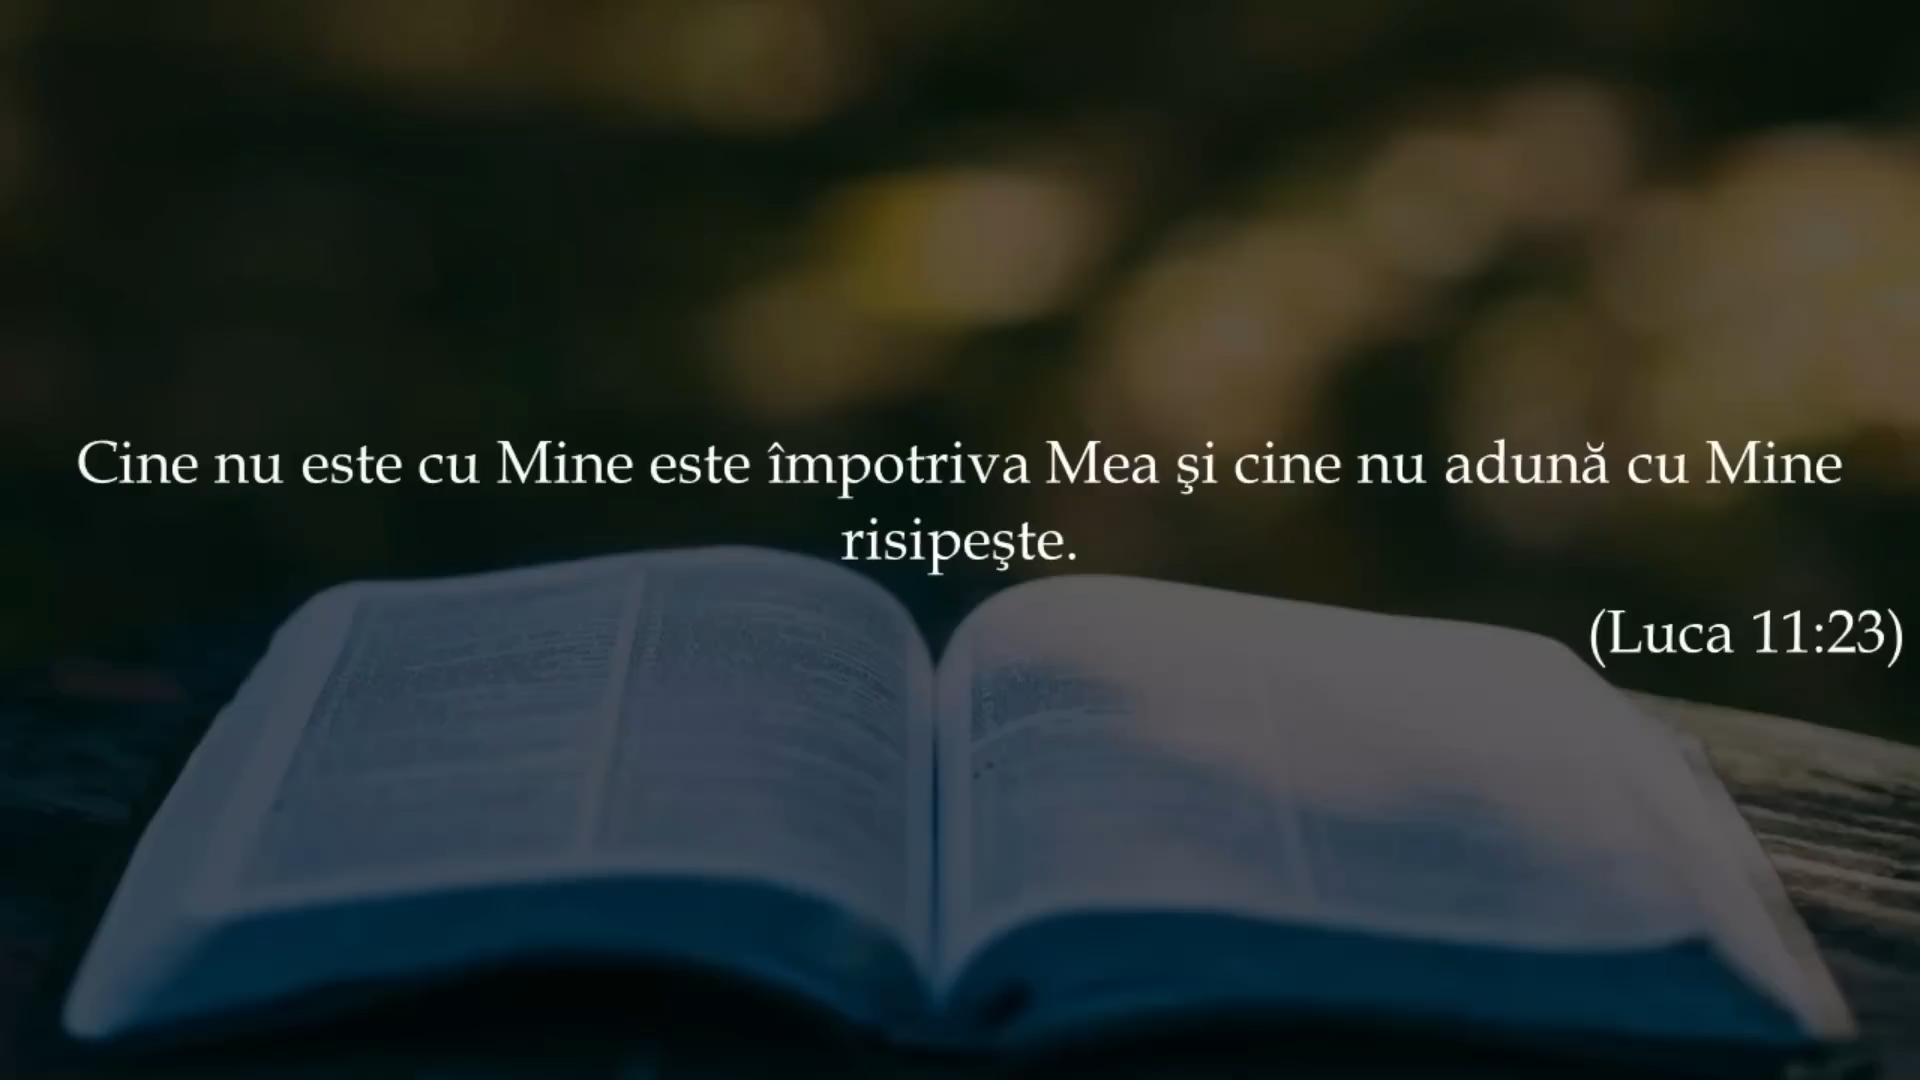 Cine nu este cu Mine este împotriva Mea şi cine nu adună cu Mine
risipeşte.
(Luca 11:23)